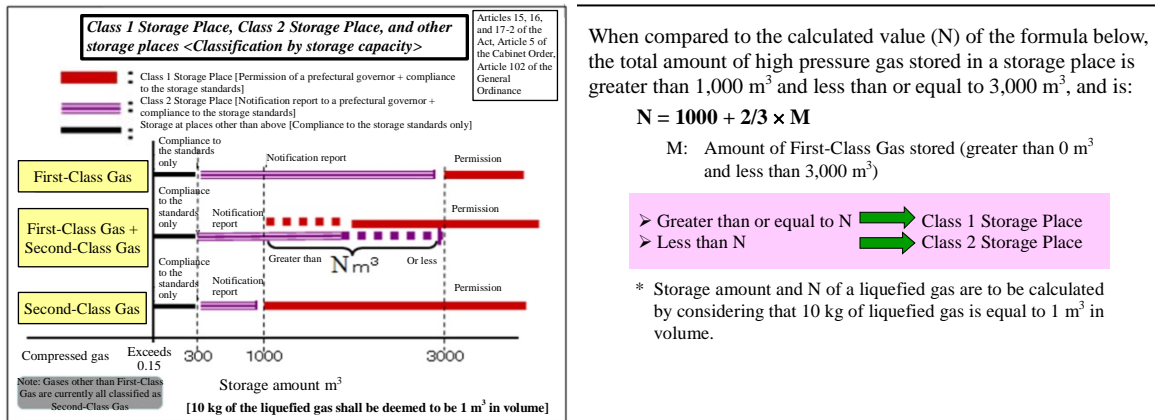 Class 1 Storage Place, Class 2 Storage Place, and other
storage places <Classification by storage capacity>
Articles 15, 16,
and 17-2 of the
Act, Article 5 of
the Cabinet Order,
Article 102 of the
General
Ordinance
: Class 1 Storage Place [Permission of a prefectural governor + compliance
to the storage standards]
: Class 2 Storage Place [Notification report to a prefectural governor +
compliance to the storage standards]
: Storage at places other than above [Compliance to the storage standards only]
Compliance to
the standards
only
Notification report
Permission
First-Class Gas
Compliance
to the
standards
only
Notification
report
Permission
First-Class Gas +
Second-Class Gas
Greater than
N m³
Or less
Compliance
to the
standards
only
Notification
report
Permission
Second-Class Gas
Compressed gas
Exceeds
0.15
300
1000
3000
Storage amount m³
Note: Gases other than First-Class
Gas are currently all classified as
Second-Class Gas
[10 kg of the liquefied gas shall be deemed to be 1 m³ in volume]
When compared to the calculated value (N) of the formula below,
the total amount of high pressure gas stored in a storage place is
greater than 1,000 m³ and less than or equal to 3,000 m³, and is:
N = 1000 + 2/3 × M
M: Amount of First-Class Gas stored (greater than 0 m³
and less than 3,000 m³)
➢ Greater than or equal to N Class 1 Storage Place
➢ Less than N Class 2 Storage Place
* Storage amount and N of a liquefied gas are to be calculated
by considering that 10 kg of liquefied gas is equal to 1 m³ in
volume.